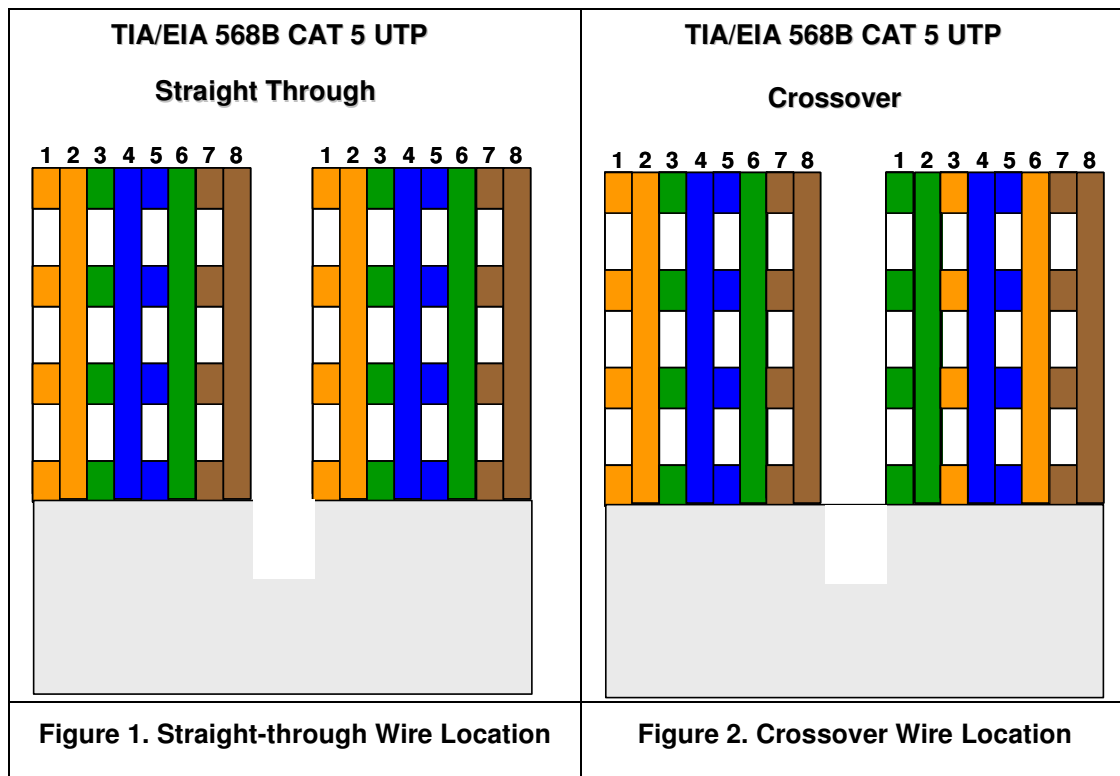 TIA/EIA 568B CAT 5 UTP
Straight Through
1 2 3 4 5 6 7 8
1 2 3 4 5 6 7 8
Figure 1. Straight-through Wire Location
TIA/EIA 568B CAT 5 UTP
Crossover
1 2 3 4 5 6 7 8
1 2 3 4 5 6 7 8
Figure 2. Crossover Wire Location